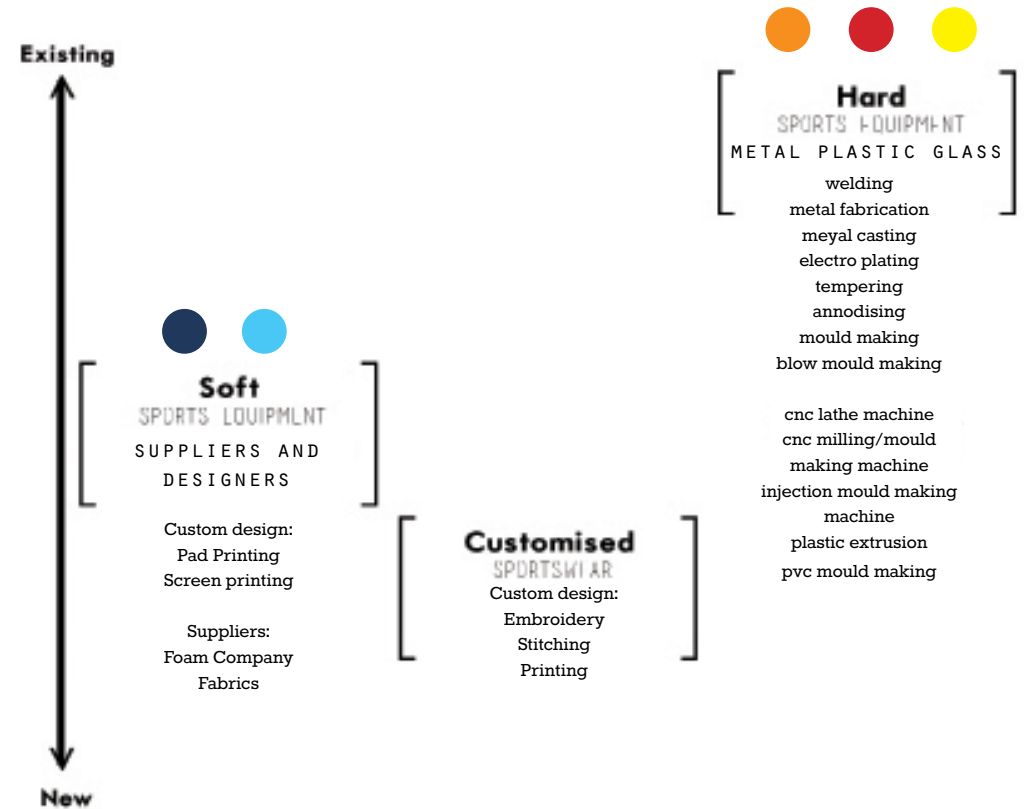 Existing
Hard
SPORTS EQUIPMENT
METAL PLASTIC GLASS
welding
metal fabrication
meyal casting
electro plating
tempering
annodising
mould making
blow mould making
cnc lathe machine
cnc milling/mould
making machine
injection mould making
machine
plastic extrusion
pvc mould making
Soft
SPORTS EQUIPMENT
SUPPLIERS AND
DESIGNERS
Custom design:
Pad Printing
Screen printing
Suppliers:
Foam Company
Fabrics
Customised
SPORTSWEAR
Custom design:
Embroidery
Stitching
Printing
New